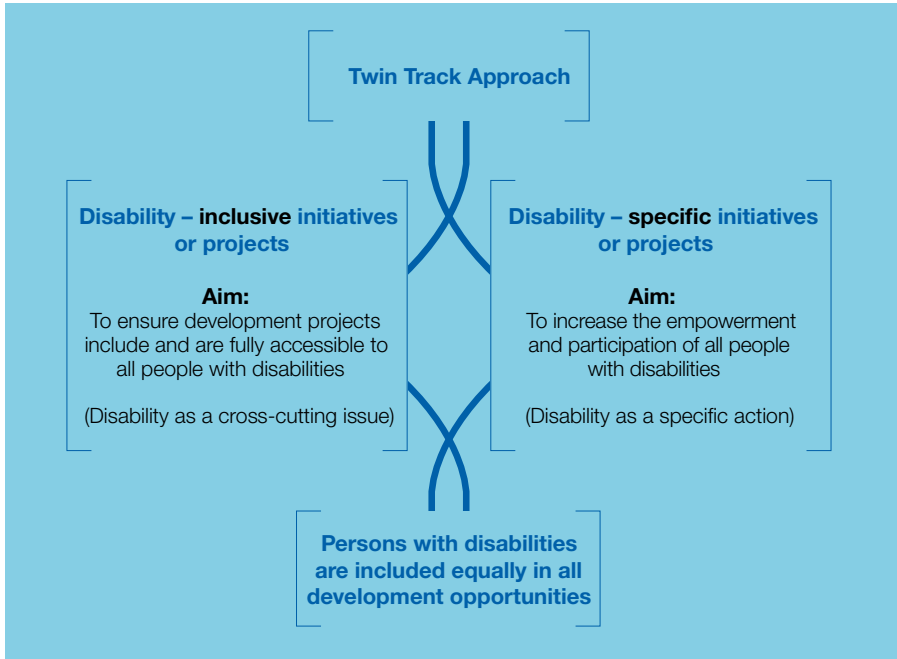 Twin Track Approach
Disability – inclusive initiatives
or projects
Aim:
To ensure development projects
include and are fully accessible to
all people with disabilities
(Disability as a cross-cutting issue)
Disability – specific initiatives
or projects
Aim:
To increase the empowerment
and participation of all people
with disabilities
(Disability as a specific action)
Persons with disabilities
are included equally in all
development opportunities